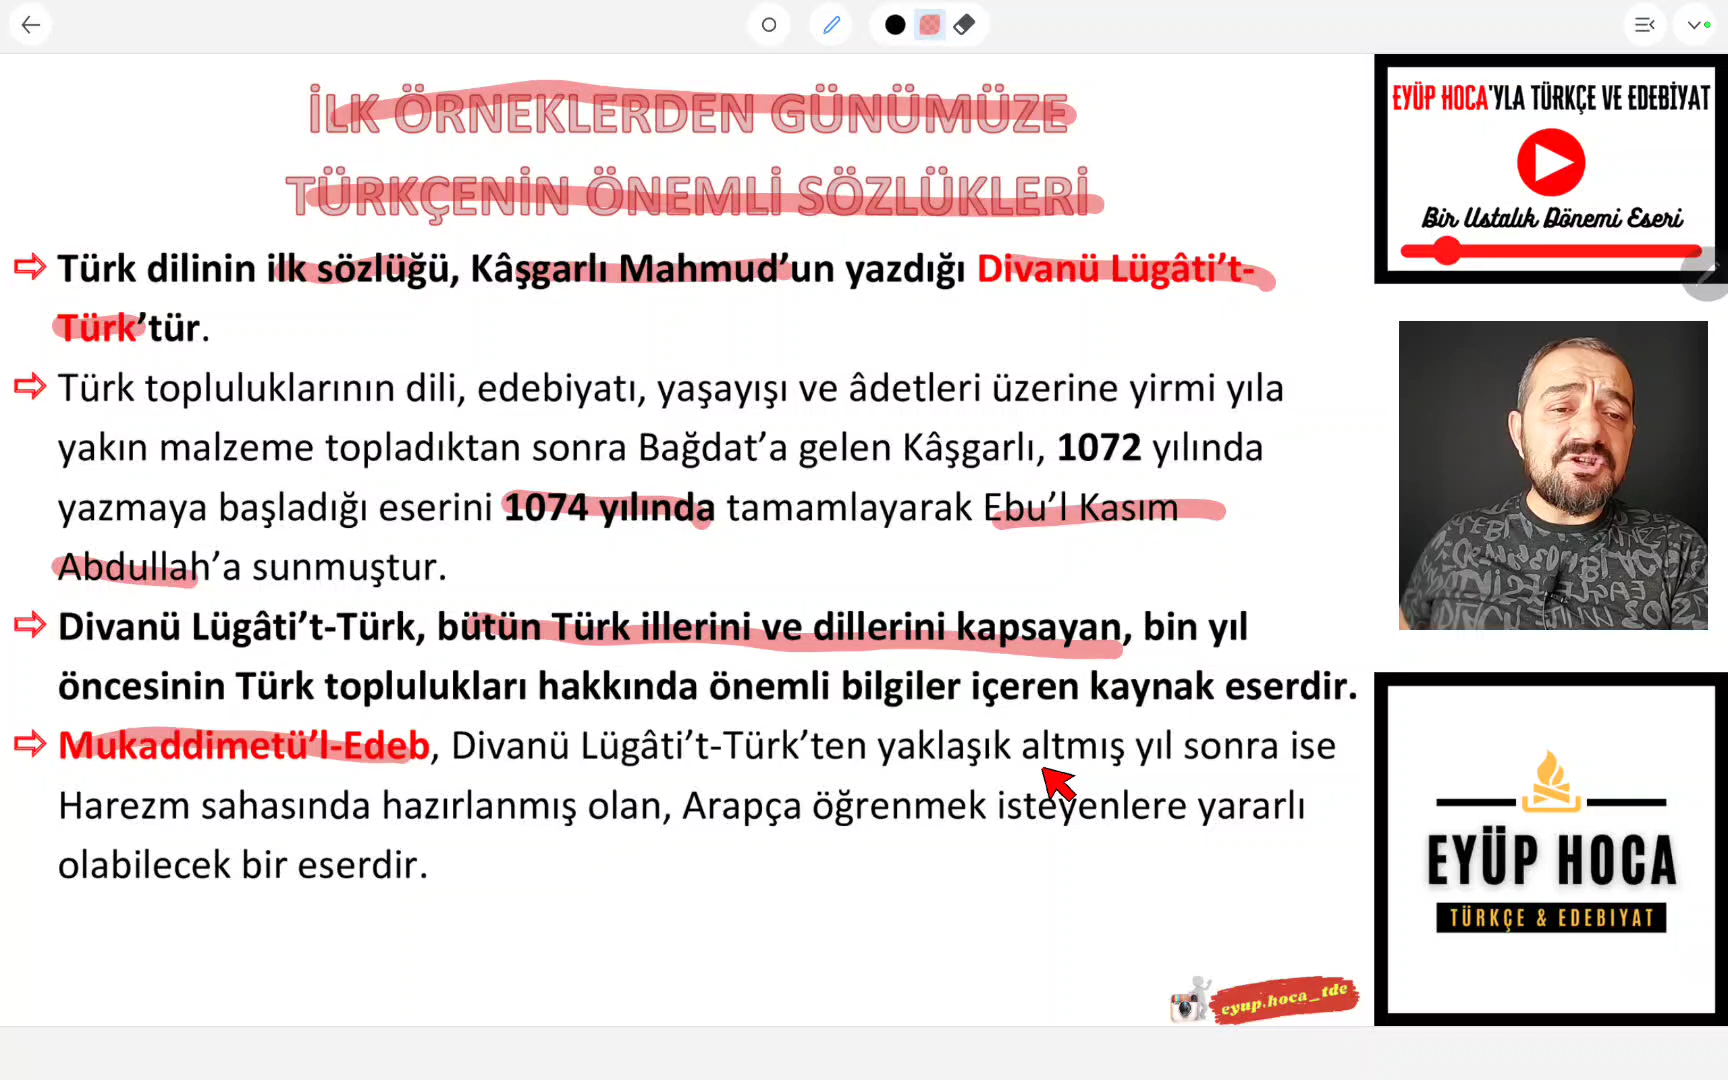 İLK ÖRNEKLERDEN GÜNÜMÜZE
TÜRKÇENİN ÖNEMLİ SÖZLÜKLERİ
⇨ Türk dilinin ilk sözlüğü, Kâşgarlı Mahmud’un yazdığı Divanü Lügâti’t-
Türk’tür.
⇨ Türk topluluklarının dili, edebiyatı, yaşayışı ve âdetleri üzerine yirmi yıla
yakın malzeme topladıktan sonra Bağdat’a gelen Kâşgarlı, 1072 yılında
yazmaya başladığı eserini 1074 yılında tamamlayarak Ebu’l Kasım
Abdullah’a sunmuştur.
⇨ Divanü Lügâti’t-Türk, bütün Türk illerini ve dillerini kapsayan, bin yıl
öncesinin Türk toplulukları hakkında önemli bilgiler içeren kaynak eserdir.
⇨ Mukaddimetü’l-Edeb, Divanü Lügâti’t-Türk’ten yaklaşık altmış yıl sonra ise
Harezm sahasında hazırlanmış olan, Arapça öğrenmek isteyenlere yararlı
olabilecek bir eserdir.
EYÜP HOCA'YLA TÜRKÇE VE EDEBİYAT
Bir Ustalık Dönemi Eseri
EYÜP HOCA
TÜRKÇE & EDEBIYAT
eyup.hoca_tde